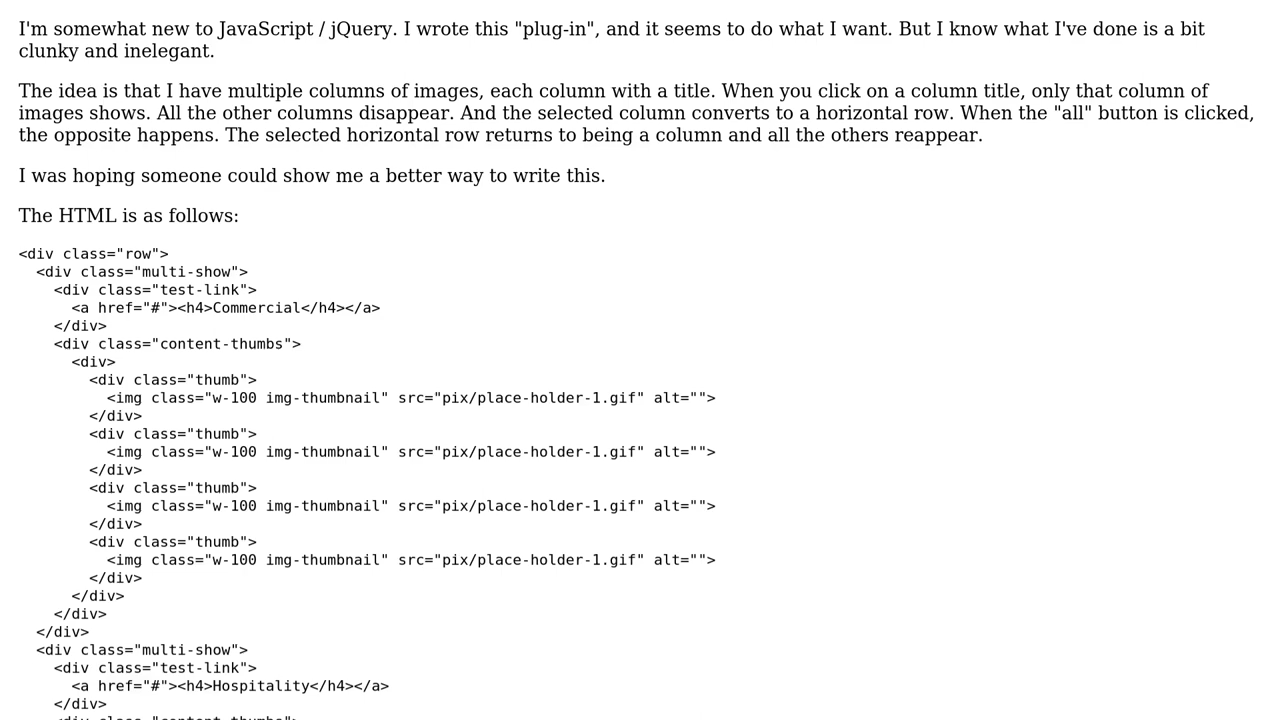 I'm somewhat new to JavaScript / jQuery. I wrote this "plug-in", and it seems to do what I want. But I know what I've done is a bit
clunky and inelegant.
The idea is that I have multiple columns of images, each column with a title. When you click on a column title, only that column of
images shows. All the other columns disappear. And the selected column converts to a horizontal row. When the "all" button is clicked,
the opposite happens. The selected horizontal row returns to being a column and all the others reappear.
I was hoping someone could show me a better way to write this.
The HTML is as follows:
<div class="row">
  <div class="multi-show">
    <div class="test-link">
      <a href="#"><h4>Commercial</h4></a>
    </div>
    <div class="content-thumbs">
      <div>
        <div class="thumb">
          <img class="w-100 img-thumbnail" src="pix/place-holder-1.gif" alt="">
        </div>
        <div class="thumb">
          <img class="w-100 img-thumbnail" src="pix/place-holder-1.gif" alt="">
        </div>
        <div class="thumb">
          <img class="w-100 img-thumbnail" src="pix/place-holder-1.gif" alt="">
        </div>
        <div class="thumb">
          <img class="w-100 img-thumbnail" src="pix/place-holder-1.gif" alt="">
        </div>
      </div>
    </div>
  </div>
  <div class="multi-show">
    <div class="test-link">
      <a href="#"><h4>Hospitality</h4></a>
    </div>
    <div class="content-thumbs">